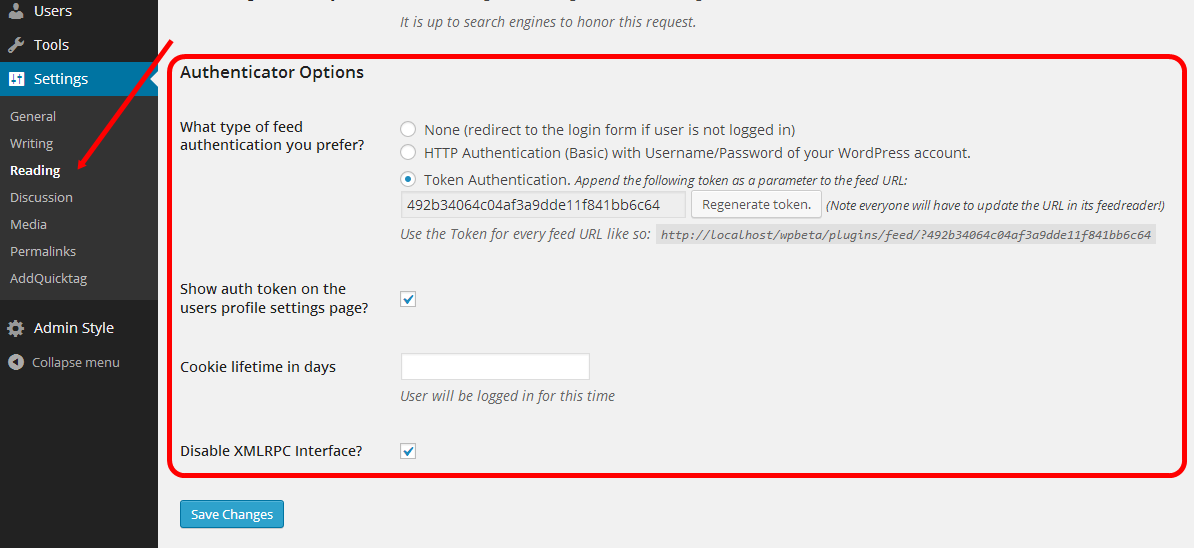 Users
Tools
Settings
General
Writing
Reading
Discussion
Media
Permalinks
AddQuicktag
Admin Style
Collapse menu
It is up to search engines to honor this request.
Authenticator Options
What type of feed
authentication you prefer?
None (redirect to the login form if user is not logged in)
HTTP Authentication (Basic) with Username/Password of your WordPress account.
Token Authentication. Append the following token as a parameter to the feed URL:
492b34064c04af3a9dde11f841bb6c64 Regenerate token. (Note everyone will have to update the URL in its feedreader!)
Use the Token for every feed URL like so: http://localhost/wpbeta/plugins/feed/?492b34064c04af3a9dde11f841bb6c64
Show auth token on the
users profile settings page?
Cookie lifetime in days
User will be logged in for this time
Disable XMLRPC Interface?
Save Changes